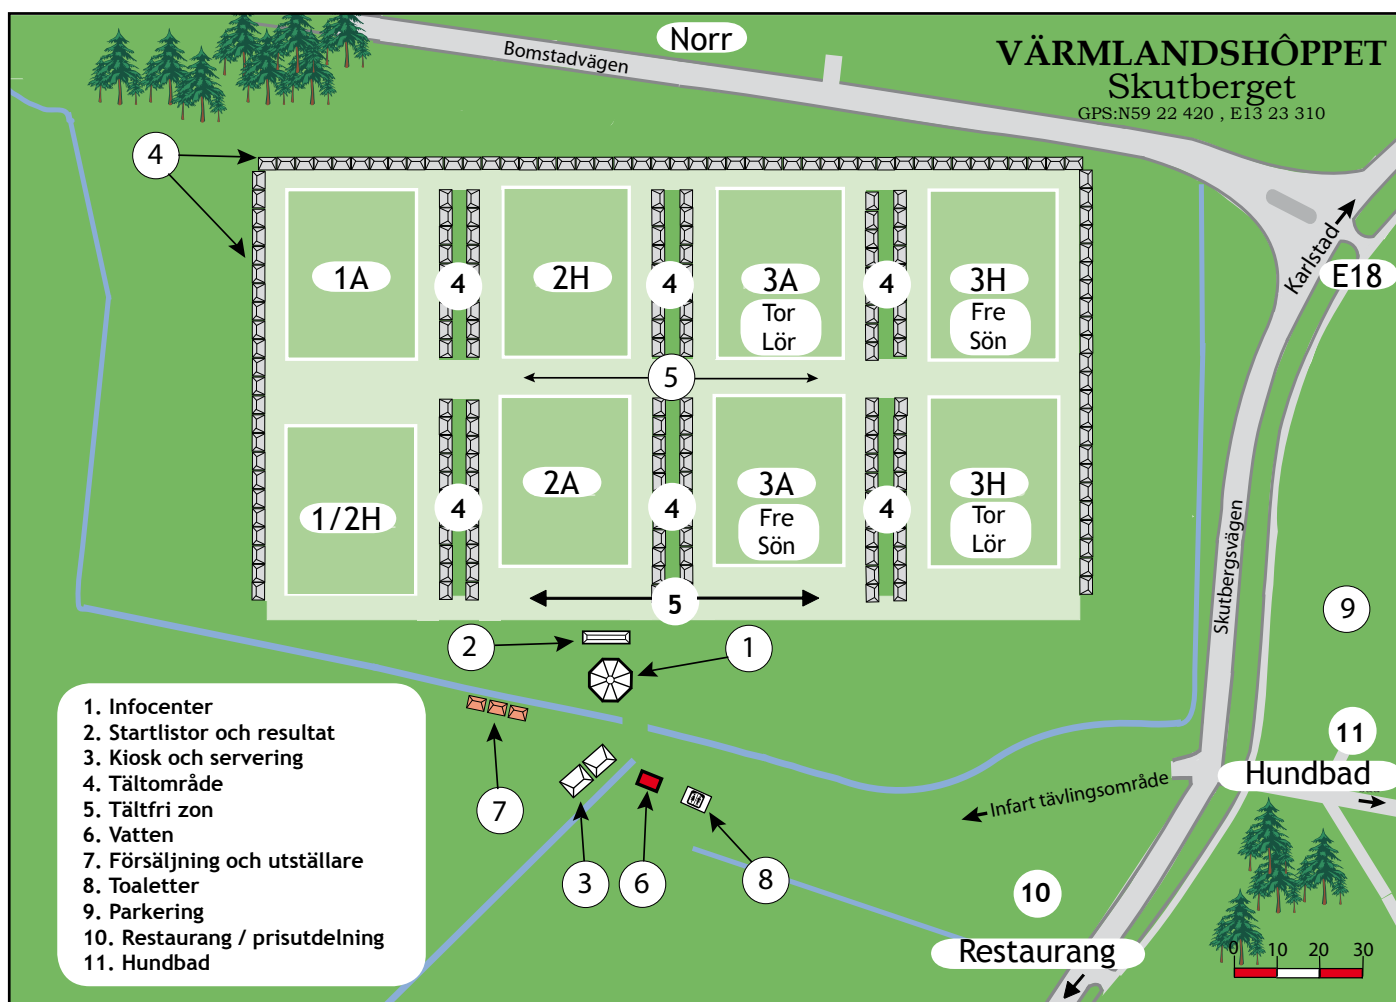 Norr
Bomstadvägen
VÄRMLANDSHÔPPET
Skutberget
GPS:N59 22 420 , E13 23 310
4
Karlstad
E18
1A
4
2H
4
3A
Tor
Lör
4
3H
Fre
Sön
5
1/2H
4
2A
4
3A
Fre
Sön
4
3H
Tor
Lör
5
Skutbergsvägen
9
2
1
11
Hundbad
Infart tävlingsområde
7
3
6
8
10
Restaurang
0 10 20 30
1. Infocenter
2. Startlistor och resultat
3. Kiosk och servering
4. Tältområde
5. Tältfri zon
6. Vatten
7. Försäljning och utställare
8. Toaletter
9. Parkering
10. Restaurang / prisutdelning
11. Hundbad